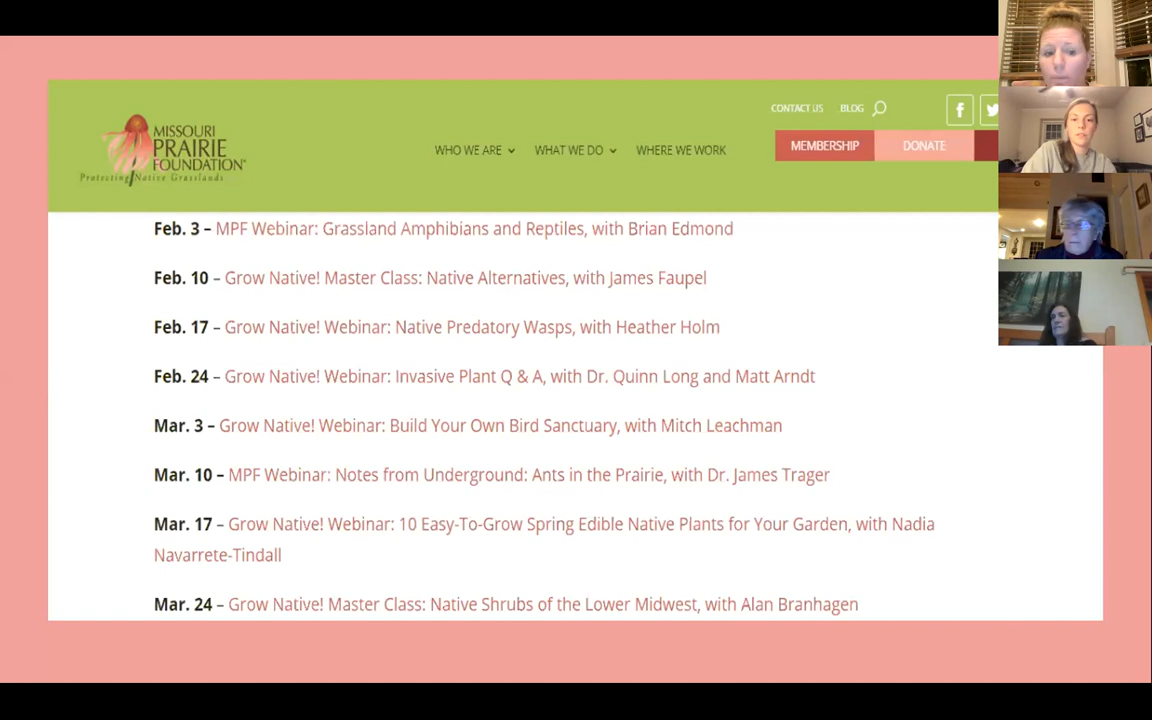 CONTACT US BLOG
MISSOURI
PRAIRIE
FOUNDATION
Protecting Native Grasslands
WHO WE ARE WHAT WE DO WHERE WE WORK
MEMBERSHIP DONATE
Feb. 3 – MPF Webinar: Grassland Amphibians and Reptiles, with Brian Edmond
Feb. 10 – Grow Native! Master Class: Native Alternatives, with James Faupel
Feb. 17 – Grow Native! Webinar: Native Predatory Wasps, with Heather Holm
Feb. 24 – Grow Native! Webinar: Invasive Plant Q & A, with Dr. Quinn Long and Matt Arndt
Mar. 3 – Grow Native! Webinar: Build Your Own Bird Sanctuary, with Mitch Leachman
Mar. 10 – MPF Webinar: Notes from Underground: Ants in the Prairie, with Dr. James Trager
Mar. 17 – Grow Native! Webinar: 10 Easy-To-Grow Spring Edible Native Plants for Your Garden, with Nadia
Navarrete-Tindall
Mar. 24 – Grow Native! Master Class: Native Shrubs of the Lower Midwest, with Alan Branhagen